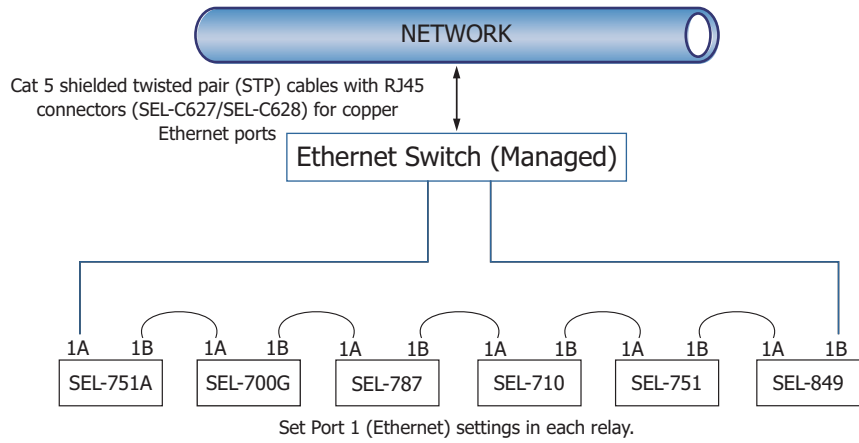 NETWORK
Cat 5 shielded twisted pair (STP) cables with RJ45
connectors (SEL-C627/SEL-C628) for copper
Ethernet ports
Ethernet Switch (Managed)
1A 1B 1A 1B 1A 1B 1A 1B 1A 1B 1A 1B
SEL-751A SEL-700G SEL-787 SEL-710 SEL-751 SEL-849
Set Port 1 (Ethernet) settings in each relay.